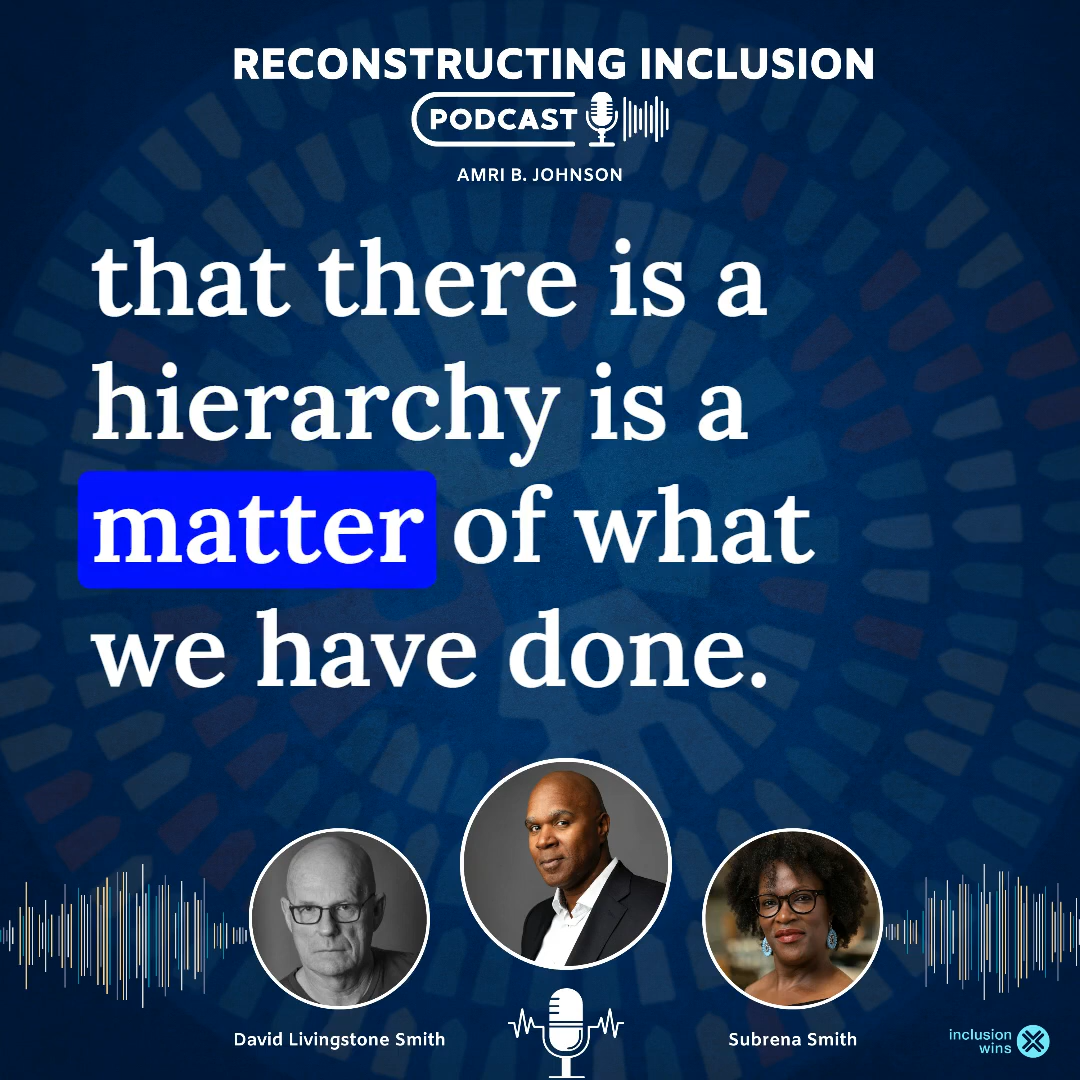 RECONSTRUCTING INCLUSION
PODCAST
AMRI B. JOHNSON
that there is a
hierarchy is a
matter of what
we have done.
David Livingstone Smith
Subrena Smith
inclusion
wins